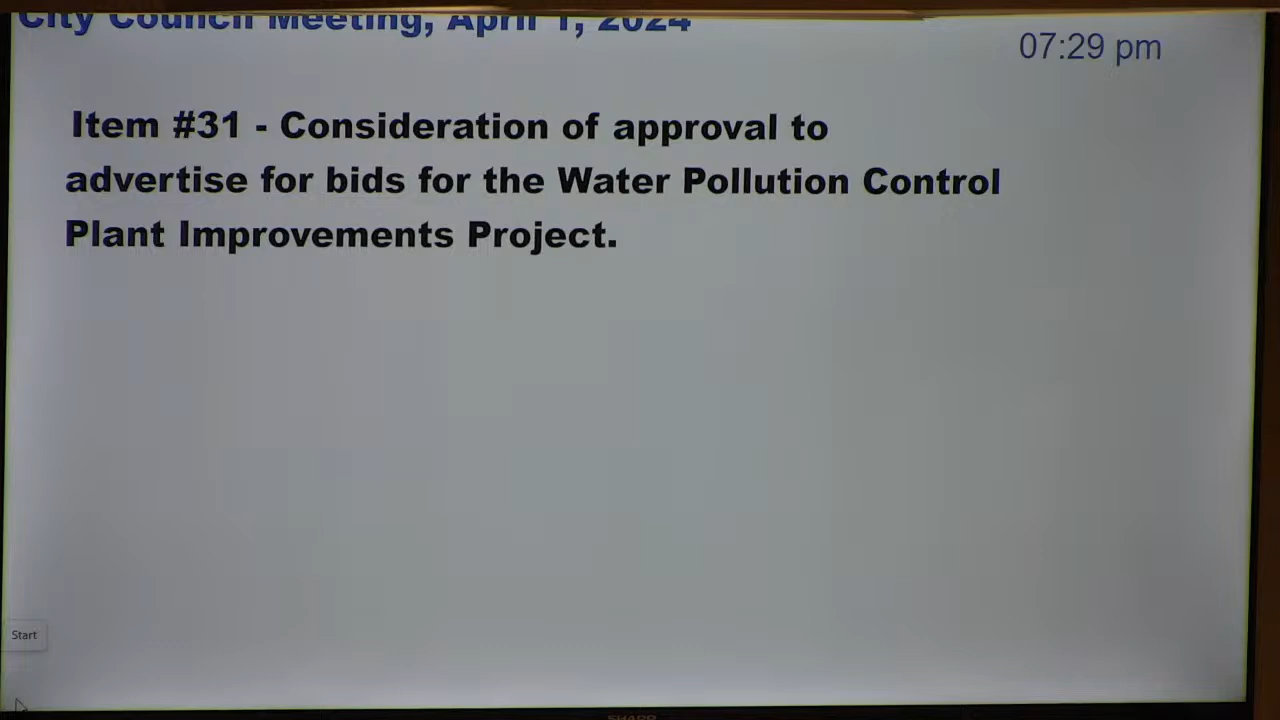 City Council Meeting, April 1, 2024
07:29 pm
Item #31 - Consideration of approval to
advertise for bids for the Water Pollution Control
Plant Improvements Project.
Start
SHARP